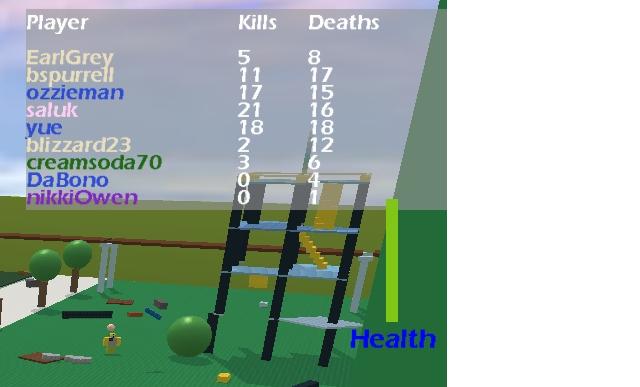 Player Kills Deaths
EarlGrey 5 8
bspurrell 11 17
ozzieman 17 15
saluk 21 16
yue 18 18
blizzard23 2 12
creamsoda70 3 6
DaBono 0 4
nikkiOwen 0 1
Health